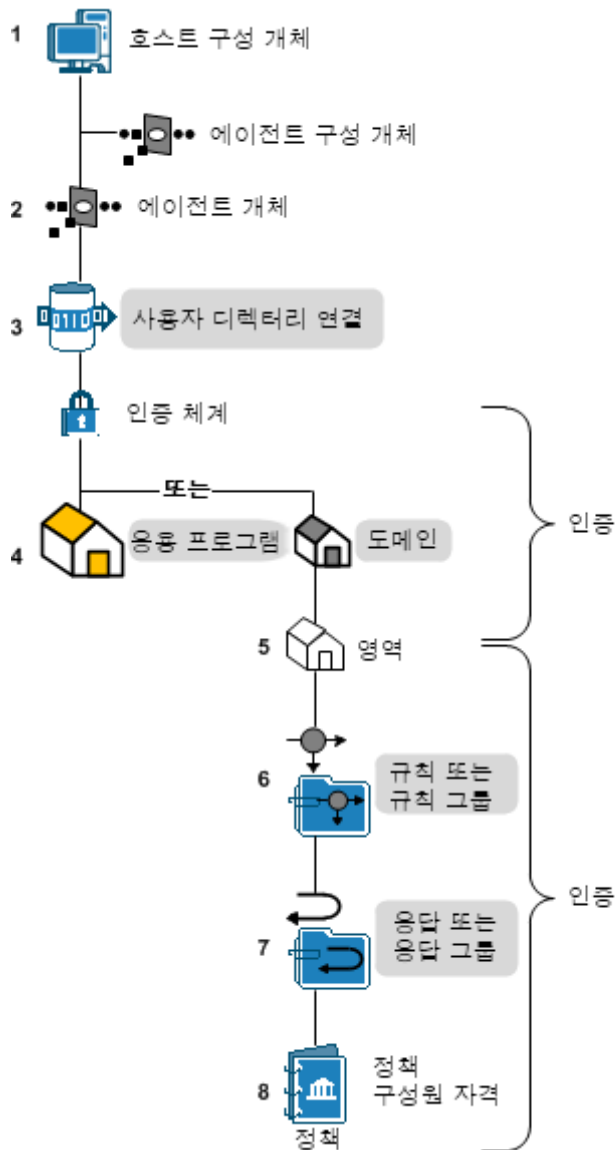 1 호스트 구성 개체
에이전트 구성 개체
2 에이전트 개체
3 사용자 디렉터리 연결
인증 체계
또는
4 응용 프로그램 도메인
인증
5 영역
6 규칙 또는
규칙 그룹
7 응답 또는
응답 그룹
인증
8 정책
구성원 자격
정책